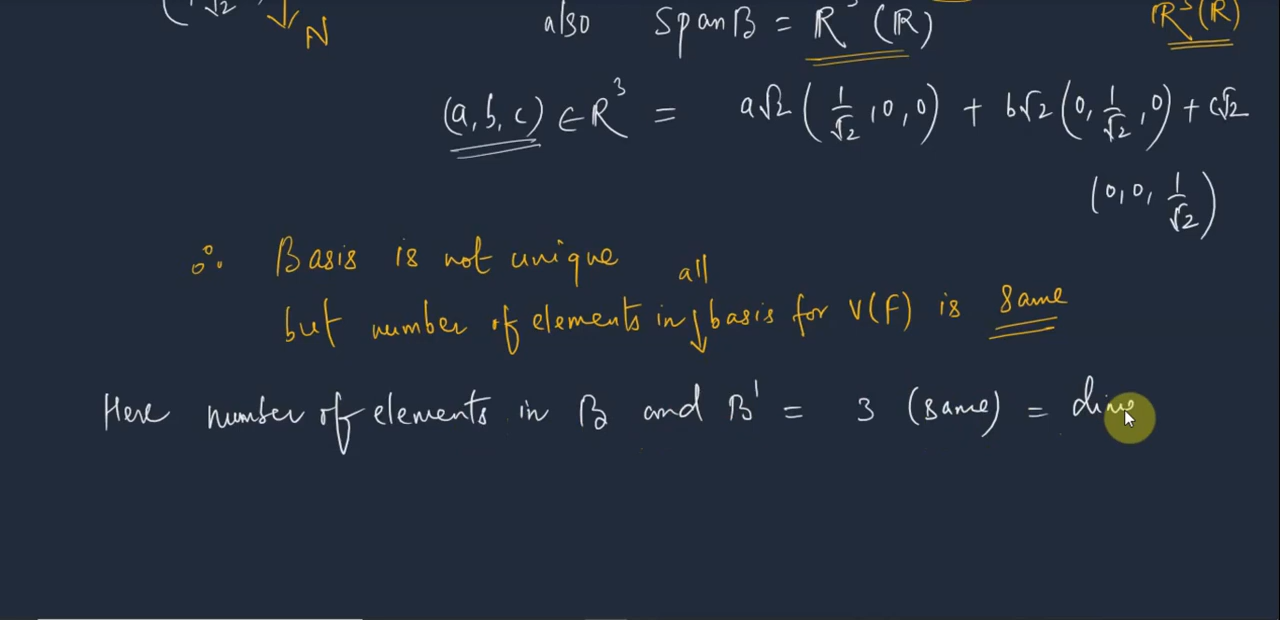 (1/√2, N
also Span B = R³ (R) R³(R)
(a, b, c) ∈ R³ = a√2 (1/√2, 0, 0) + b√2 (0, 1/√2, 0) + c√2
(0, 0, 1/√2)
∴ Basis is not unique
all
but number of elements in ↓ basis for V(F) is same
Here number of elements in B and B' = 3 (same) = dim